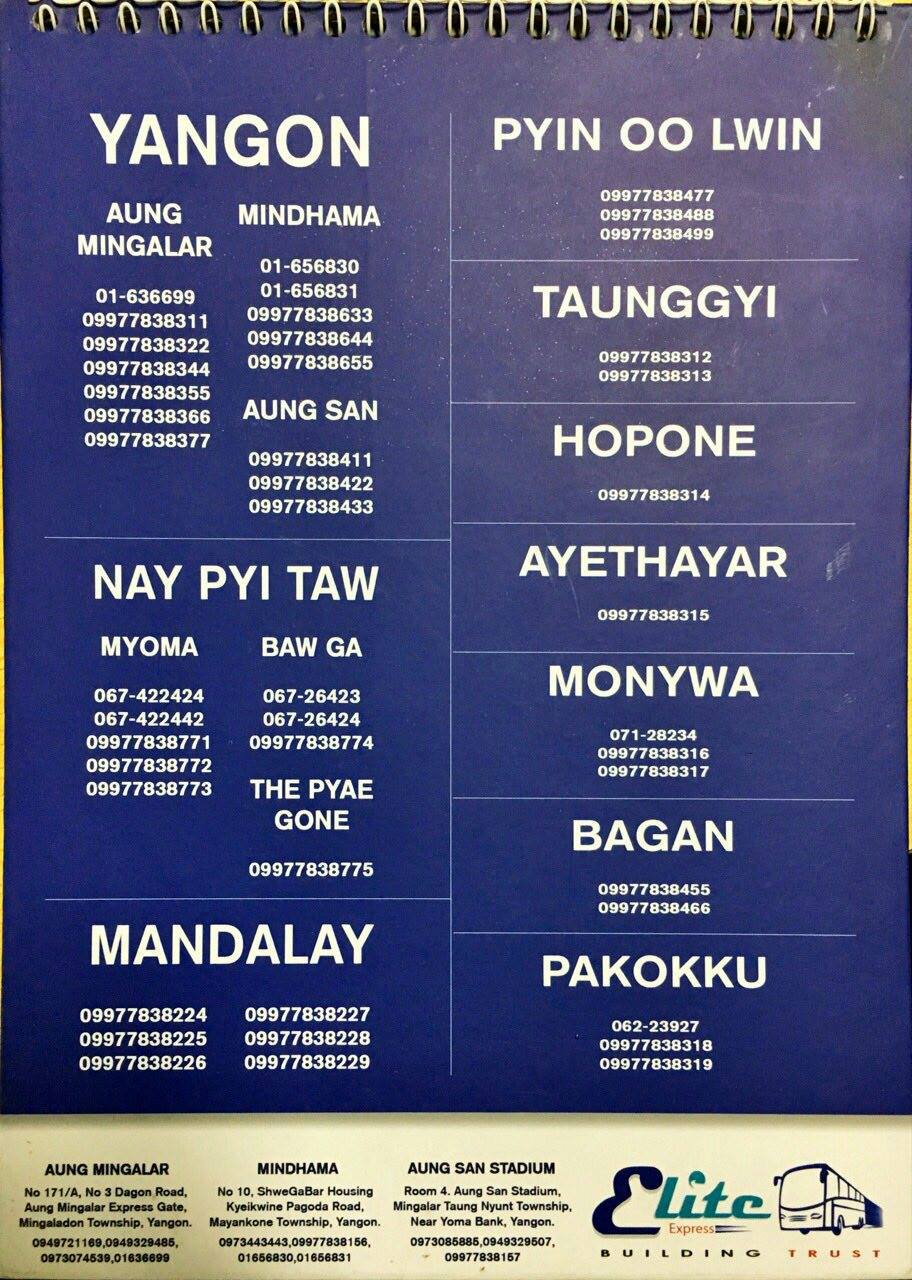 YANGON
AUNG
MINGALAR
01-636699
09977838311
09977838322
09977838344
09977838355
09977838366
09977838377
MINDHAMA
01-656830
01-656831
09977838633
09977838644
09977838655
AUNG SAN
09977838411
09977838422
09977838433
NAY PYI TAW
MYOMA
067-422424
067-422442
09977838771
09977838772
09977838773
BAW GA
067-26423
067-26424
09977838774
THE PYAE
GONE
09977838775
MANDALAY
09977838224
09977838225
09977838226
09977838227
09977838228
09977838229
PYIN OO LWIN
09977838477
09977838488
09977838499
TAUNGGYI
09977838312
09977838313
HOPONE
09977838314
AYETHAYAR
09977838315
MONYWA
071-28234
09977838316
09977838317
BAGAN
09977838455
09977838466
PAKOKKU
062-23927
09977838318
09977838319
AUNG MINGALAR
No 171/A, No 3 Dagon Road,
Aung Mingalar Express Gate,
Mingaladon Township, Yangon.
0949721169,0949329485,
0973074539,01636699
MINDHAMA
No 10, ShweGaBar Housing
Kyeikwine Pagoda Road,
Mayankone Township, Yangon.
0973443443,09977838156,
01656830,01656831
AUNG SAN STADIUM
Room 4. Aung San Stadium,
Mingalar Taung Nyunt Township,
Near Yoma Bank, Yangon.
0973085885,0949329507,
09977838157
Elite
Express
BUILDING TRUST